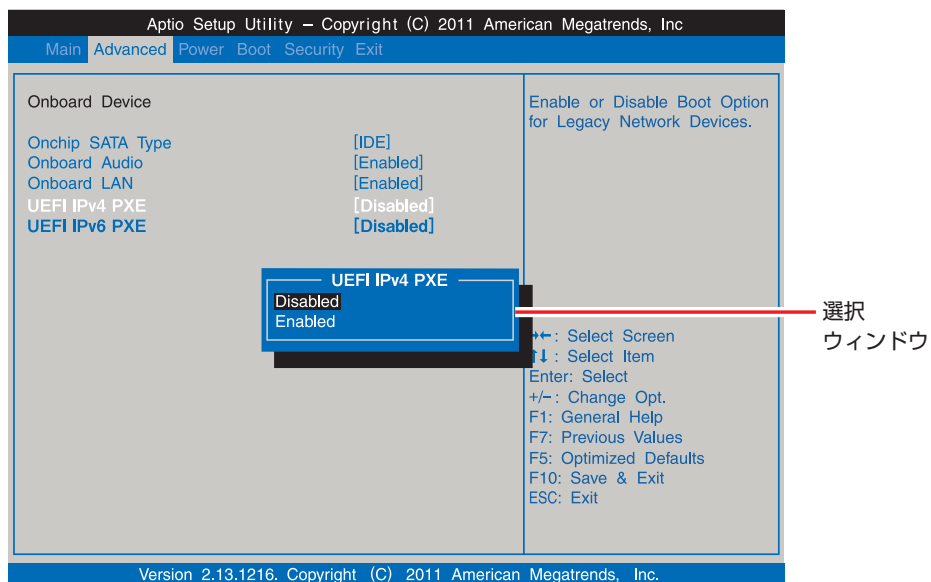 Aptio Setup Utility – Copyright (C) 2011 American Megatrends, Inc
Main Advanced Power Boot Security Exit
Onboard Device
Onchip SATA Type [IDE]
Onboard Audio [Enabled]
Onboard LAN [Enabled]
UEFI IPv4 PXE [Disabled]
UEFI IPv6 PXE [Disabled]
UEFI IPv4 PXE
Disabled
Enabled
選択
ウィンドウ
Enable or Disable Boot Option
for Legacy Network Devices.
→←: Select Screen
↑↓: Select Item
Enter: Select
+/-: Change Opt.
F1: General Help
F7: Previous Values
F5: Optimized Defaults
F10: Save & Exit
ESC: Exit
Version 2.13.1216. Copyright (C) 2011 American Megatrends, Inc.